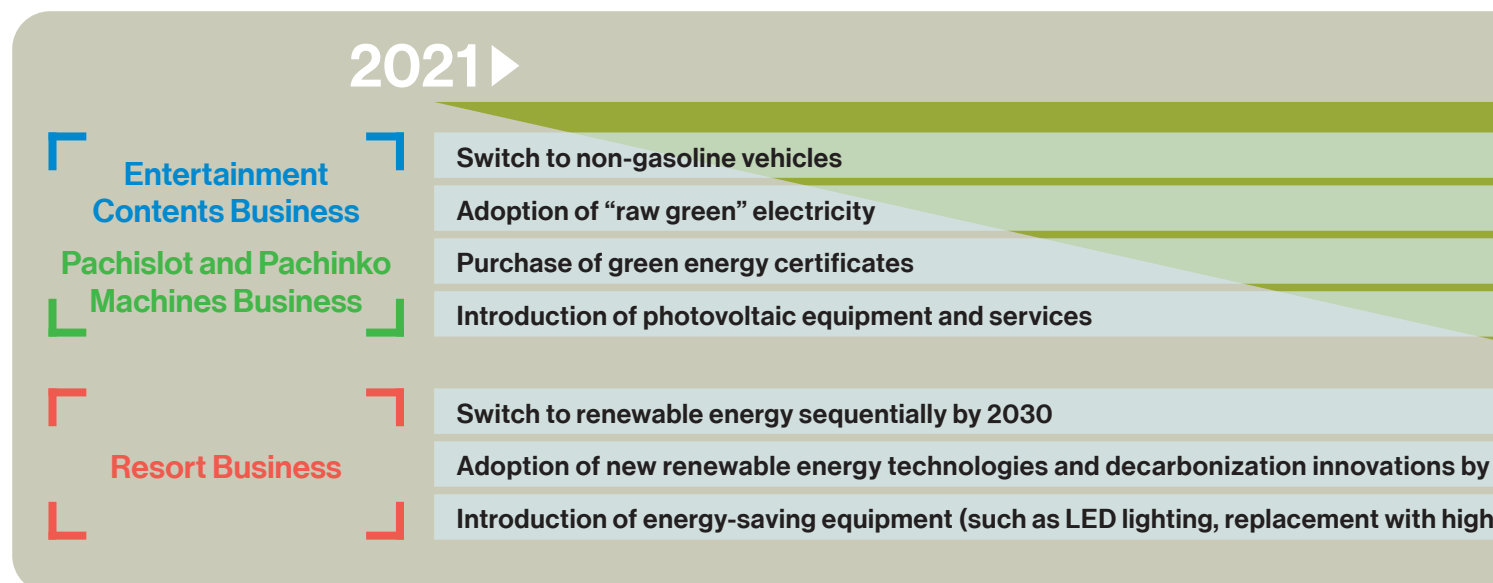 2021
Entertainment
Contents Business
Pachislot and Pachinko
Machines Business
Switch to non-gasoline vehicles
Adoption of “raw green” electricity
Purchase of green energy certificates
Introduction of photovoltaic equipment and services
Resort Business
Switch to renewable energy sequentially by 2030
Adoption of new renewable energy technologies and decarbonization innovations by
Introduction of energy-saving equipment (such as LED lighting, replacement with high